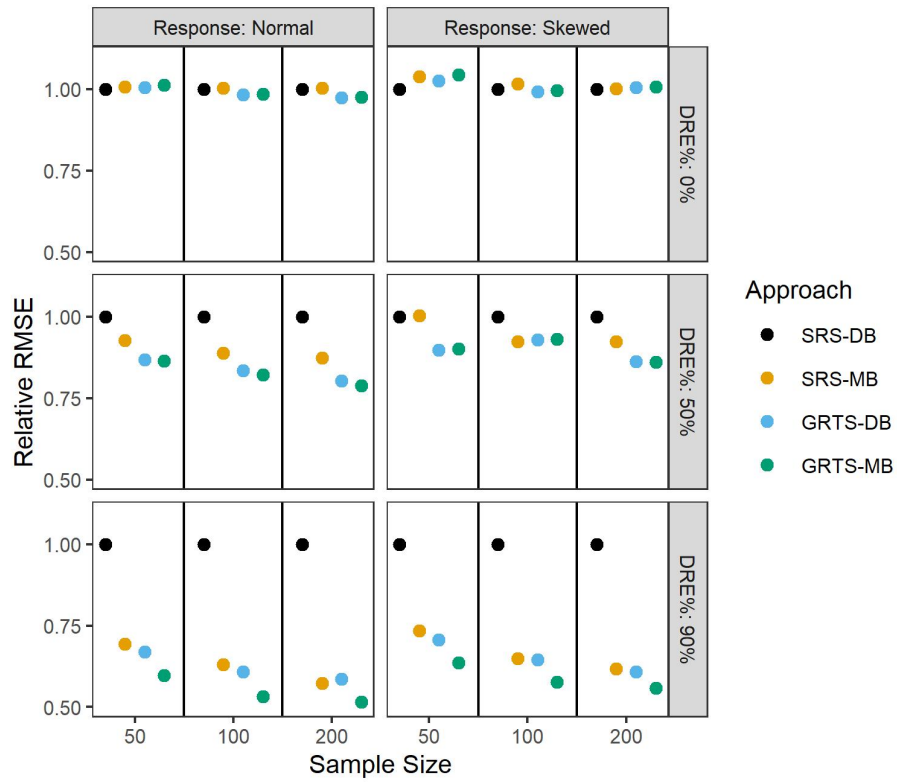 Response: Normal
Response: Skewed
1.00
0.75
0.50
DRE%: 0%
1.00
0.75
0.50
DRE%: 50%
1.00
0.75
0.50
DRE%: 90%
Relative RMSE
50
100
200
50
100
200
Sample Size
Approach
SRS-DB
SRS-MB
GRTS-DB
GRTS-MB